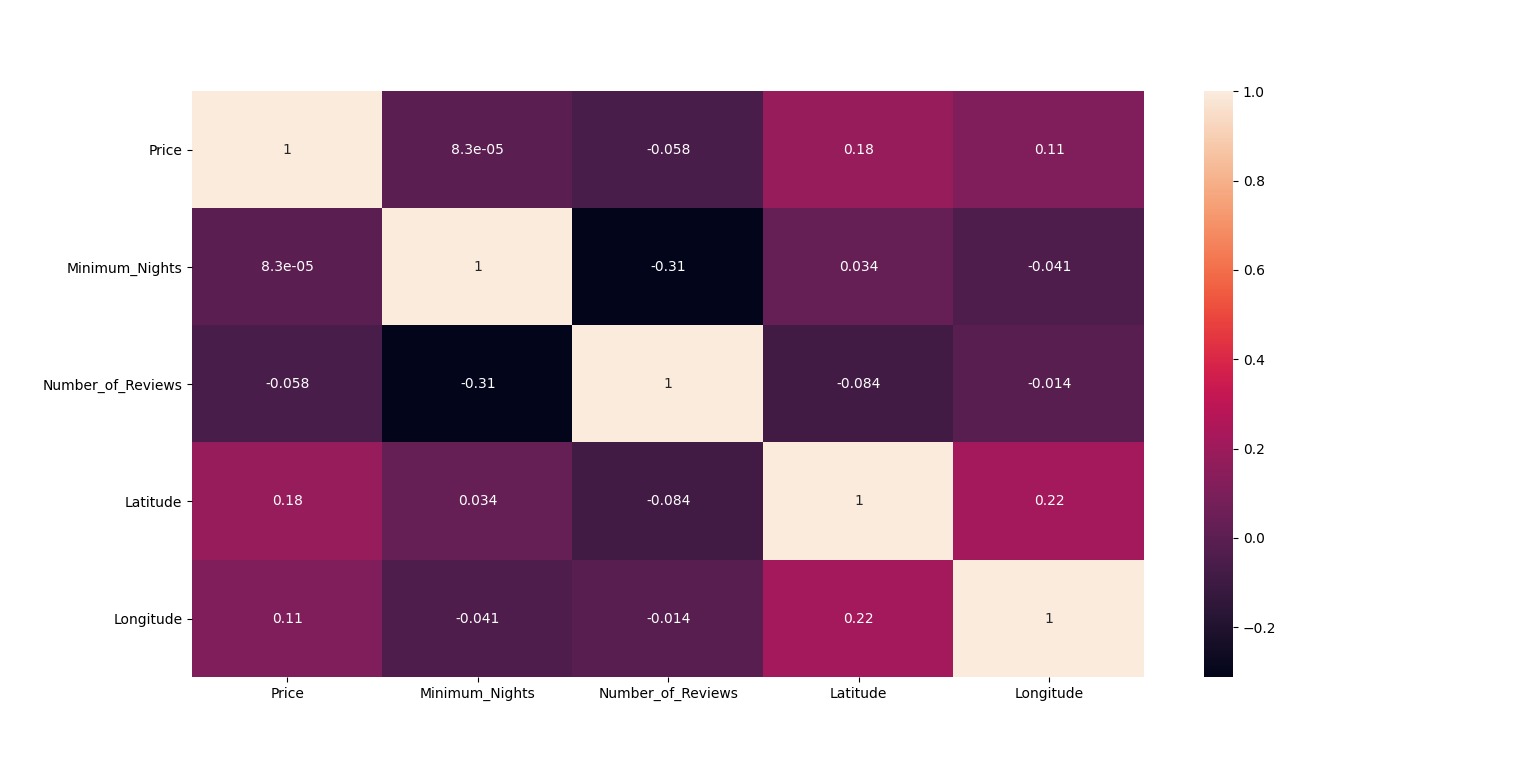 Price 1 8.3e-05 -0.058 0.18 0.11
Minimum_Nights 8.3e-05 1 -0.31 0.034 -0.041
Number_of_Reviews -0.058 -0.31 1 -0.084 -0.014
Latitude 0.18 0.034 -0.084 1 0.22
Longitude 0.11 -0.041 -0.014 0.22 1
Price Minimum_Nights Number_of_Reviews Latitude Longitude
1.0
0.8
0.6
0.4
0.2
0.0
−0.2